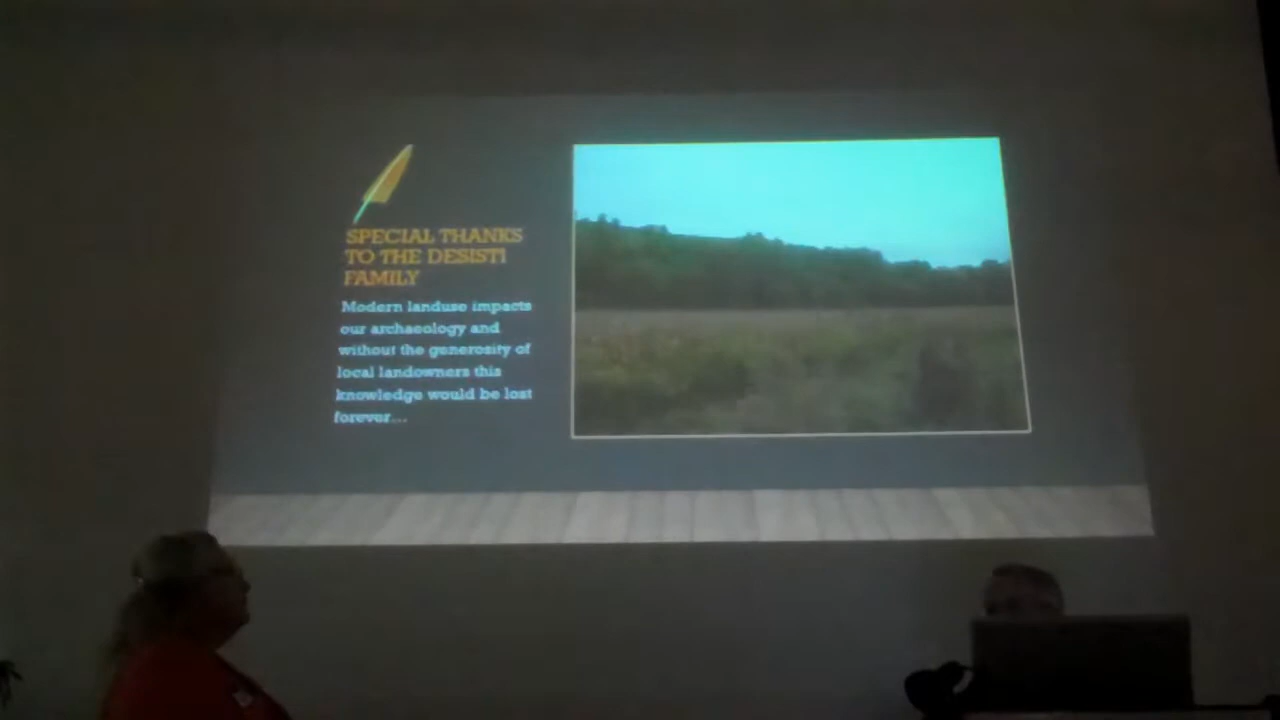 SPECIAL THANKS
TO THE DESISTI
FAMILY
Modern landuse impacts
our archaeology and
without the generosity of
local landowners this
knowledge would be lost
forever...